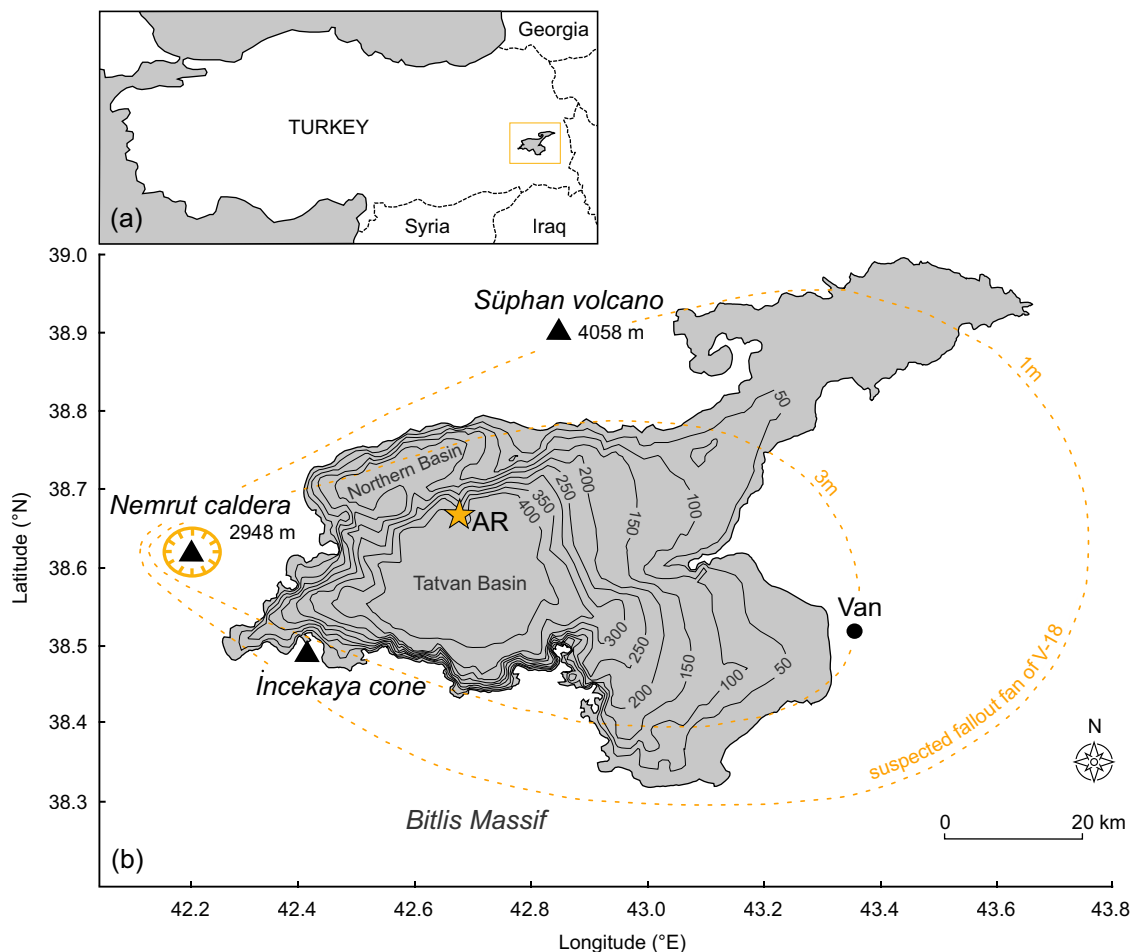 Georgia
TURKEY
(a)
Syria
Iraq
39.0
38.9
38.8
38.7
38.6
38.5
38.4
38.3
Latitude (°N)
Süphan volcano
4058 m
1m
50
Northern Basin
200
250
350
400
100
150
3m
Nemrut caldera
2948 m
AR
Tatvan Basin
Van
300
250
200
150
100
50
İncekaya cone
suspected fallout fan of V-18
N
Bitlis Massif
0 20 km
(b)
42.2 42.4 42.6 42.8 43.0 43.2 43.4 43.6 43.8
Longitude (°E)